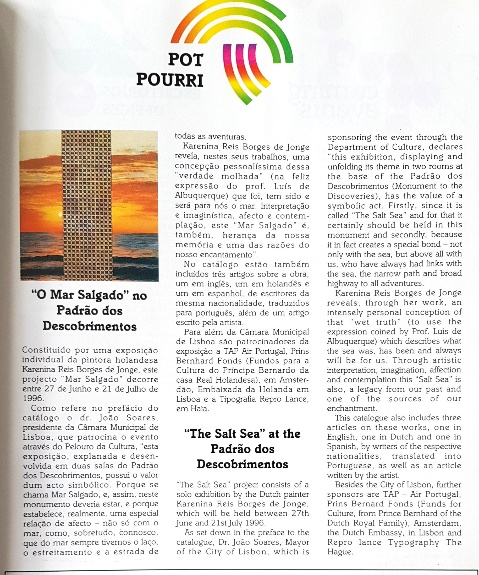 POT
POURRI
"O Mar Salgado" no
Padrão dos
Descobrimentos
Constituído por uma exposição
individual da pintora holandesa
Karenina Reis Borges de Jonge, este
projecto "Mar Salgado" decorre
entre 27 de Junho e 21 de Julho de
1996.
Como refere no prefácio do
catálogo o dr. João Soares,
presidente da Câmara Municipal de
Lisboa, que patrocina o evento
através do Pelouro da Cultura, "esta
exposição, explanada e desen-
volvida em duas salas do Padrão
dos Descobrimentos, possui o valor
dum acto simbólico. Porque se
chama Mar Salgado, e, assim, neste
monumento deveria estar, e porque
estabelece, realmente, uma especial
relação de afecto – não só com o
mar, como, sobretudo, connosco,
que do mar sempre tivemos o laço,
o estreitamento e a estrada de
todas as aventuras.
Karenina Reis Borges de Jonge
revela, nestes seus trabalhos, uma
concepção pessoalíssima dessa
"verdade molhada" (na feliz
expressão do prof. Luís de
Albuquerque) que foi, tem sido e
será para nós o mar. Interpretação
e imaginística, afecto e contem-
plação, este "Mar Salgado" é,
também, herança da nossa
memória e uma das razões do
nosso encantamento"
No catálogo estão também
incluídos três artigos sobre a obra,
um em inglês, um em holandês e
um em espanhol, de escritores da
mesma nacionalidade, traduzidos
para português, além de um artigo
escrito pela artista.
Para além da Câmara Municipal
de Lisboa são patrocinadores da
exposição a TAP Air Portugal, Prins
Bernhard Fonds (Fundos para a
Cultura do Príncipe Bernardo da
casa Real Holandesa), em Amster-
dão, Embaixada da Holanda em
Lisboa e a Tipografia Repro Lance,
em Haia.
"The Salt Sea" at the
Padrão dos
Descobrimentos
"The Salt Sea" project consists of a
solo exhibition by the Dutch painter
Karenina Reis Borges de Jonge,
which will be held between 27th
June and 21st July 1996.
As set down in the preface to the
catalogue, Dr. João Soares, Mayor
of the City of Lisbon, which is
sponsoring the event through the
Department of Culture, declares
"this exhibition, displaying and
unfolding its theme in two rooms at
the base of the Padrão dos
Descobrimentos (Monument to the
Discoveries), has the value of a
symbolic act. Firstly, since it is
called "The Salt Sea" and for that it
certainly should be held in this
monument and secondly, because
it in fact creates a special bond – not
only with the sea, but above all with
us, who have always had links with
the sea, the narrow path and broad
highway to all adventures.
Karenina Reis Borges de Jonge
reveals, through her work, an
intensely personal conception of
that "wet truth" (to use the
expression coined by Prof. Luis de
Albuquerque) which describes what
the sea was, has been and always
will be for us. Through artistic
interpretation, imagination, affection
and contemplation this "Salt Sea" is
also, a legacy from our past and
one of the sources of our
enchantment.
This catalogue also includes three
articles on these works, one in
English, one in Dutch and one in
Spanish, by writers of the respective
nationalities, translated into
Portuguese, as well as an article
written by the artist.
Besides the City of Lisbon, further
sponsors are TAP – Air Portugal,
Prins Bernard Fonds (Funds for
Culture, from Prince Bernhard of the
Dutch Royal Family), Amsterdam,
the Dutch Embassy, in Lisbon and
Repro lance Typography The
Hague.